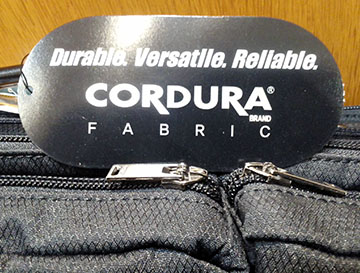 Durable. Versatile. Reliable.
CORDURA®
BRAND
FABRIC